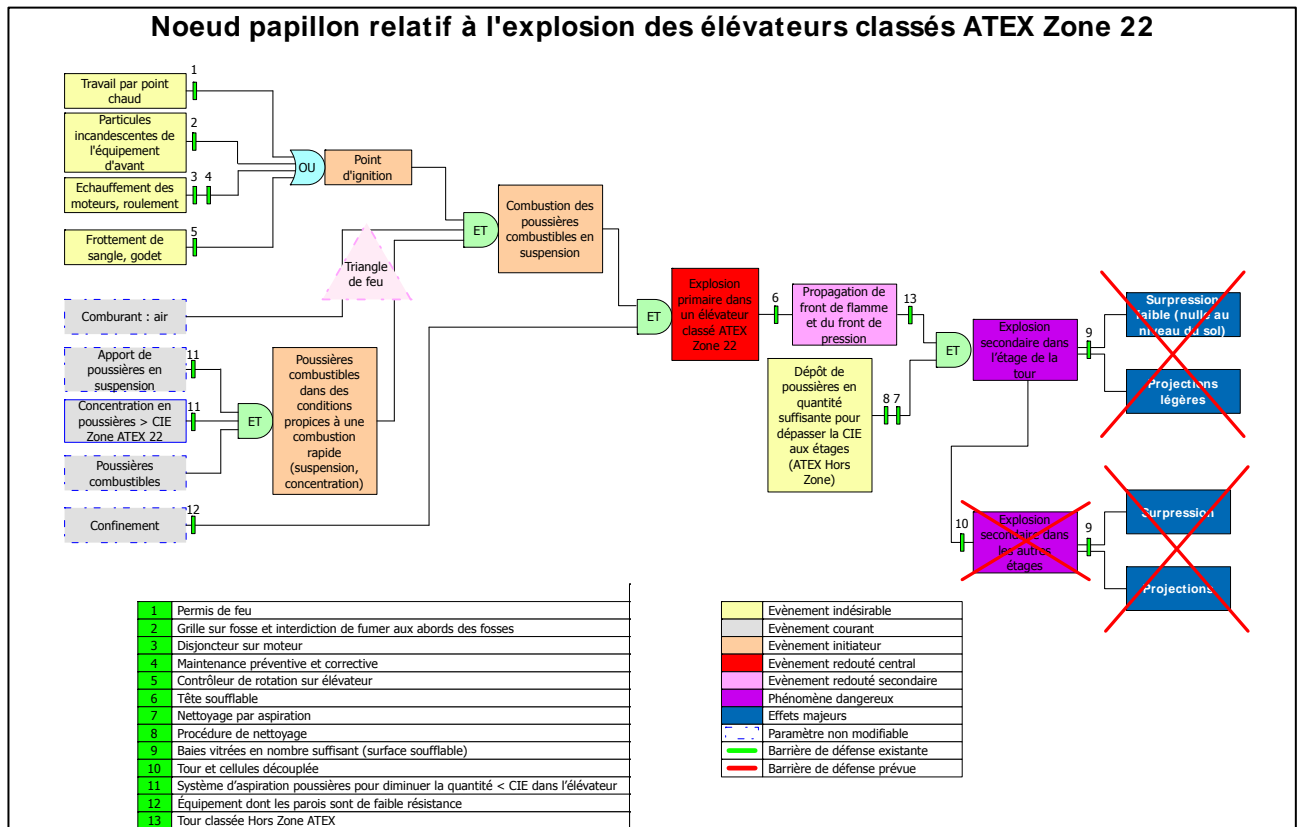 Noeud papillon relatif à l'explosion des élévateurs classés ATEX Zone 22
1
Travail par point
chaud
2
Particules
incandescentes de
l'équipement
d'avant
3
4
Echauffement des
moteurs, roulement
5
Frottement de
sangle, godet
OU
Point
d'ignition
Triangle
de feu
ET
Combustion des
poussières
combustibles en
suspension
Comburant : air
11
Apport de
poussières en
suspension
11
Concentration en
poussières > CIE
Zone ATEX 22
Poussières
combustibles
12
Confinement
ET
Poussières
combustibles
dans des
conditions
propices à une
combustion
rapide
(suspension,
concentration)
ET
Explosion
primaire dans
un élévateur
classé ATEX
Zone 22
6
Propagation de
front de flamme
et du front de
pression
13
Dépôt de
poussières en
quantité
suffisante pour
dépasser la CIE
aux étages
(ATEX Hors
Zone)
8
7
ET
Explosion
secondaire dans
l'étage de la
tour
9
Surpression
faible (nulle au
niveau du sol)
Projections
légères
10
Explosion
secondaire dans
les autres
étages
9
Surpression
Projections
1 Permis de feu
2 Grille sur fosse et interdiction de fumer aux abords des fosses
3 Disjoncteur sur moteur
4 Maintenance préventive et corrective
5 Contrôleur de rotation sur élévateur
6 Tête soufflable
7 Nettoyage par aspiration
8 Procédure de nettoyage
9 Baies vitrées en nombre suffisant (surface soufflable)
10 Tour et cellules découplée
11 Système d'aspiration poussières pour diminuer la quantité < CIE dans l'élévateur
12 Équipement dont les parois sont de faible résistance
13 Tour classée Hors Zone ATEX
Evènement indésirable
Evènement courant
Evènement initiateur
Evènement redouté central
Evènement redouté secondaire
Phénomène dangereux
Effets majeurs
Paramètre non modifiable
Barrière de défense existante
Barrière de défense prévue